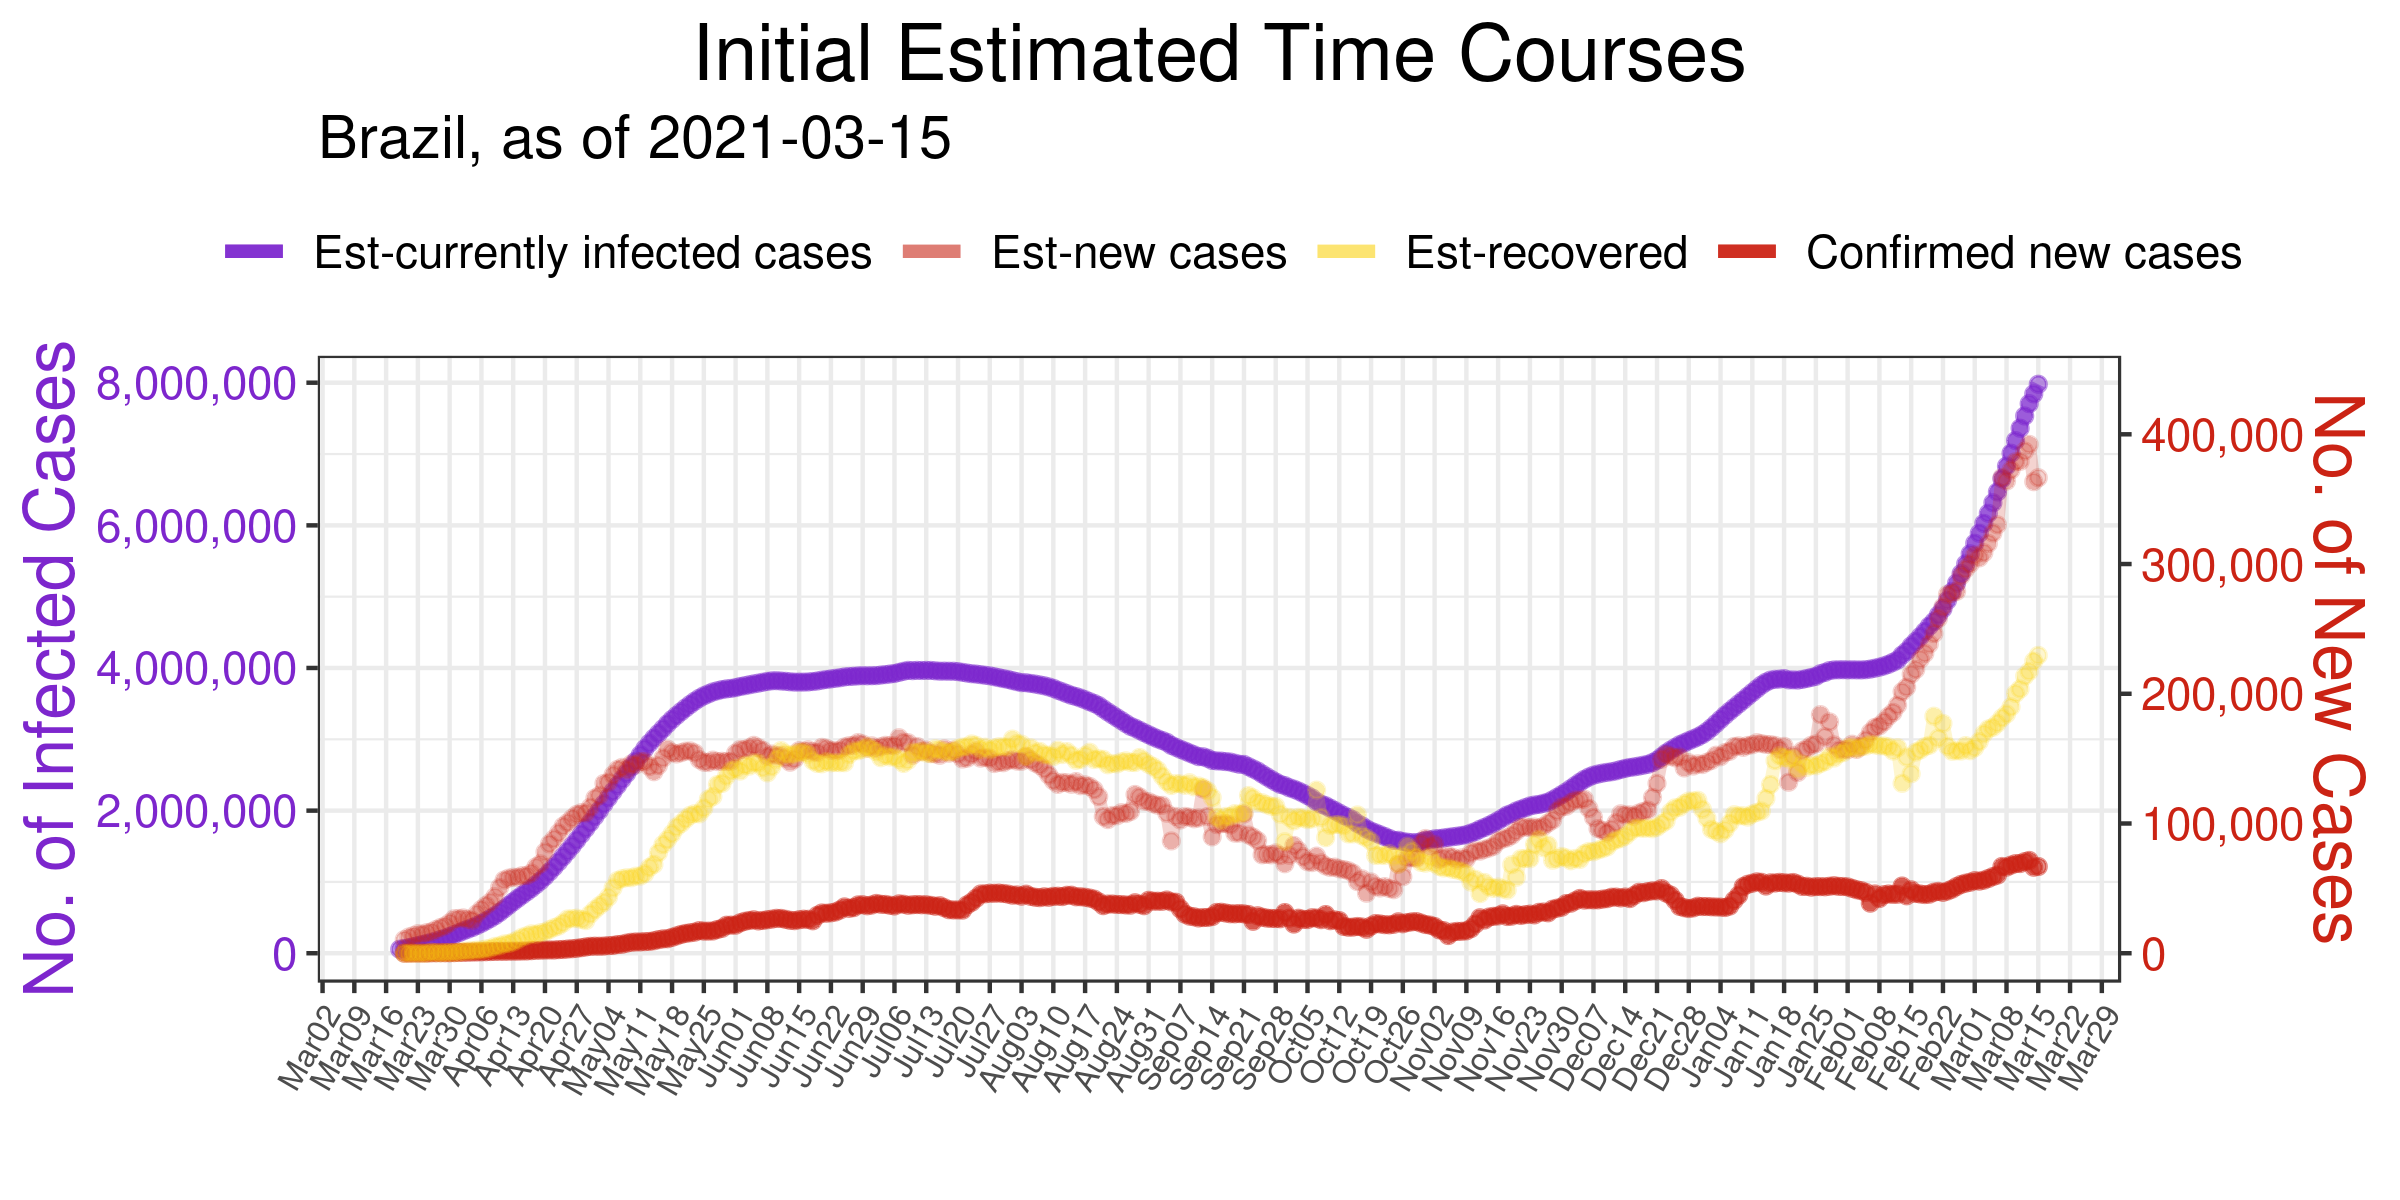 Initial Estimated Time Courses
Brazil, as of 2021-03-15
Est-currently infected cases
Est-new cases
Est-recovered
Confirmed new cases
No. of Infected Cases
8,000,000
6,000,000
4,000,000
2,000,000
0
400,000
300,000
200,000
100,000
0
No. of New Cases
Mar02
Mar09
Mar16
Mar23
Mar30
Apr06
Apr13
Apr20
Apr27
May04
May11
May18
May25
Jun01
Jun08
Jun15
Jun22
Jun29
Jul06
Jul13
Jul20
Jul27
Aug03
Aug10
Aug17
Aug24
Aug31
Sep07
Sep14
Sep21
Sep28
Oct05
Oct12
Oct19
Oct26
Nov02
Nov09
Nov16
Nov23
Nov30
Dec07
Dec14
Dec21
Dec28
Jan04
Jan11
Jan18
Jan25
Feb01
Feb08
Feb15
Feb22
Mar01
Mar08
Mar15
Mar22
Mar29